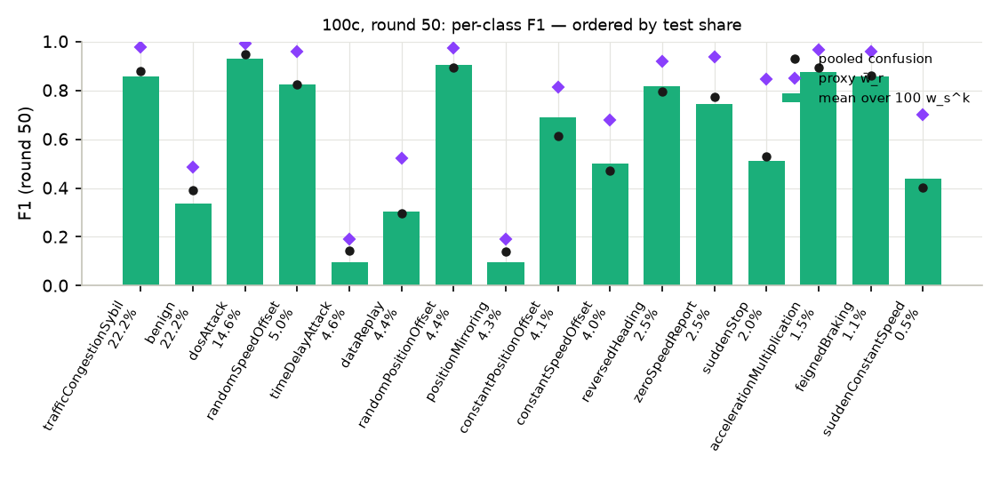 100c, round 50: per-class F1 — ordered by test share
F1 (round 50)
1.0
0.8
0.6
0.4
0.2
0.0
pooled confusion
proxy w̄_r
mean over 100 w_s^k
trafficCongestionSybil
22.2%
benign
22.2%
dosAttack
14.6%
randomSpeedOffset
5.0%
timeDelayAttack
4.6%
dataReplay
4.4%
randomPositionOffset
4.4%
positionMirroring
4.3%
constantPositionOffset
4.1%
constantSpeedOffset
4.0%
reversedHeading
2.5%
zeroSpeedReport
2.5%
suddenStop
2.0%
accelerationMultiplication
1.5%
feignedBraking
1.1%
suddenConstantSpeed
0.5%